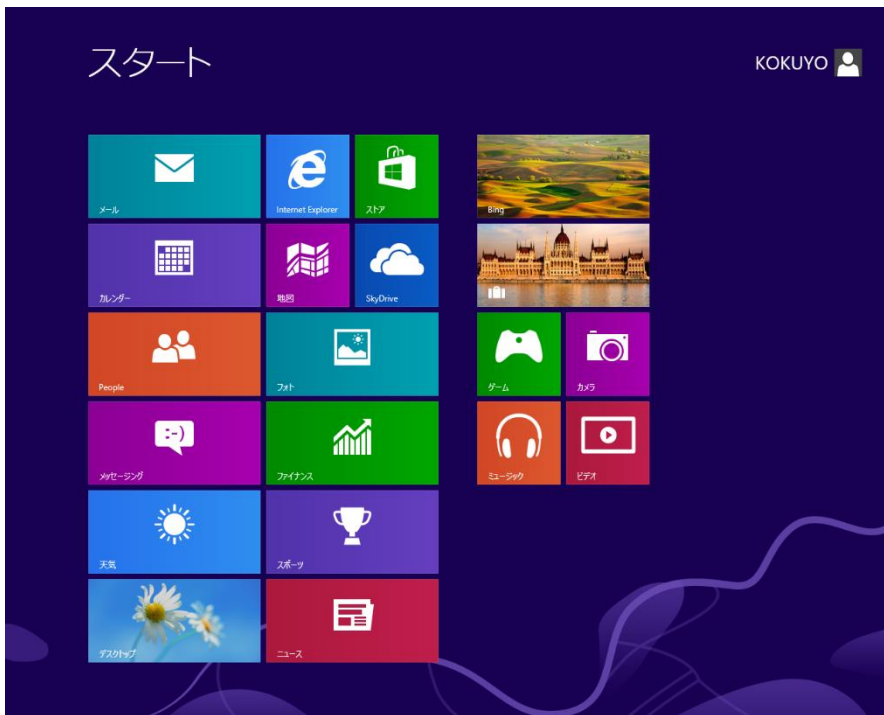 スタート
KOKUYO
メール
Internet Explorer
ストア
Bing
カレンダー
地図
SkyDrive
People
フォト
ゲーム
カメラ
:-)
メッセージング
ファイナンス
ミュージック
ビデオ
天気
スポーツ
デスクトップ
ニュース